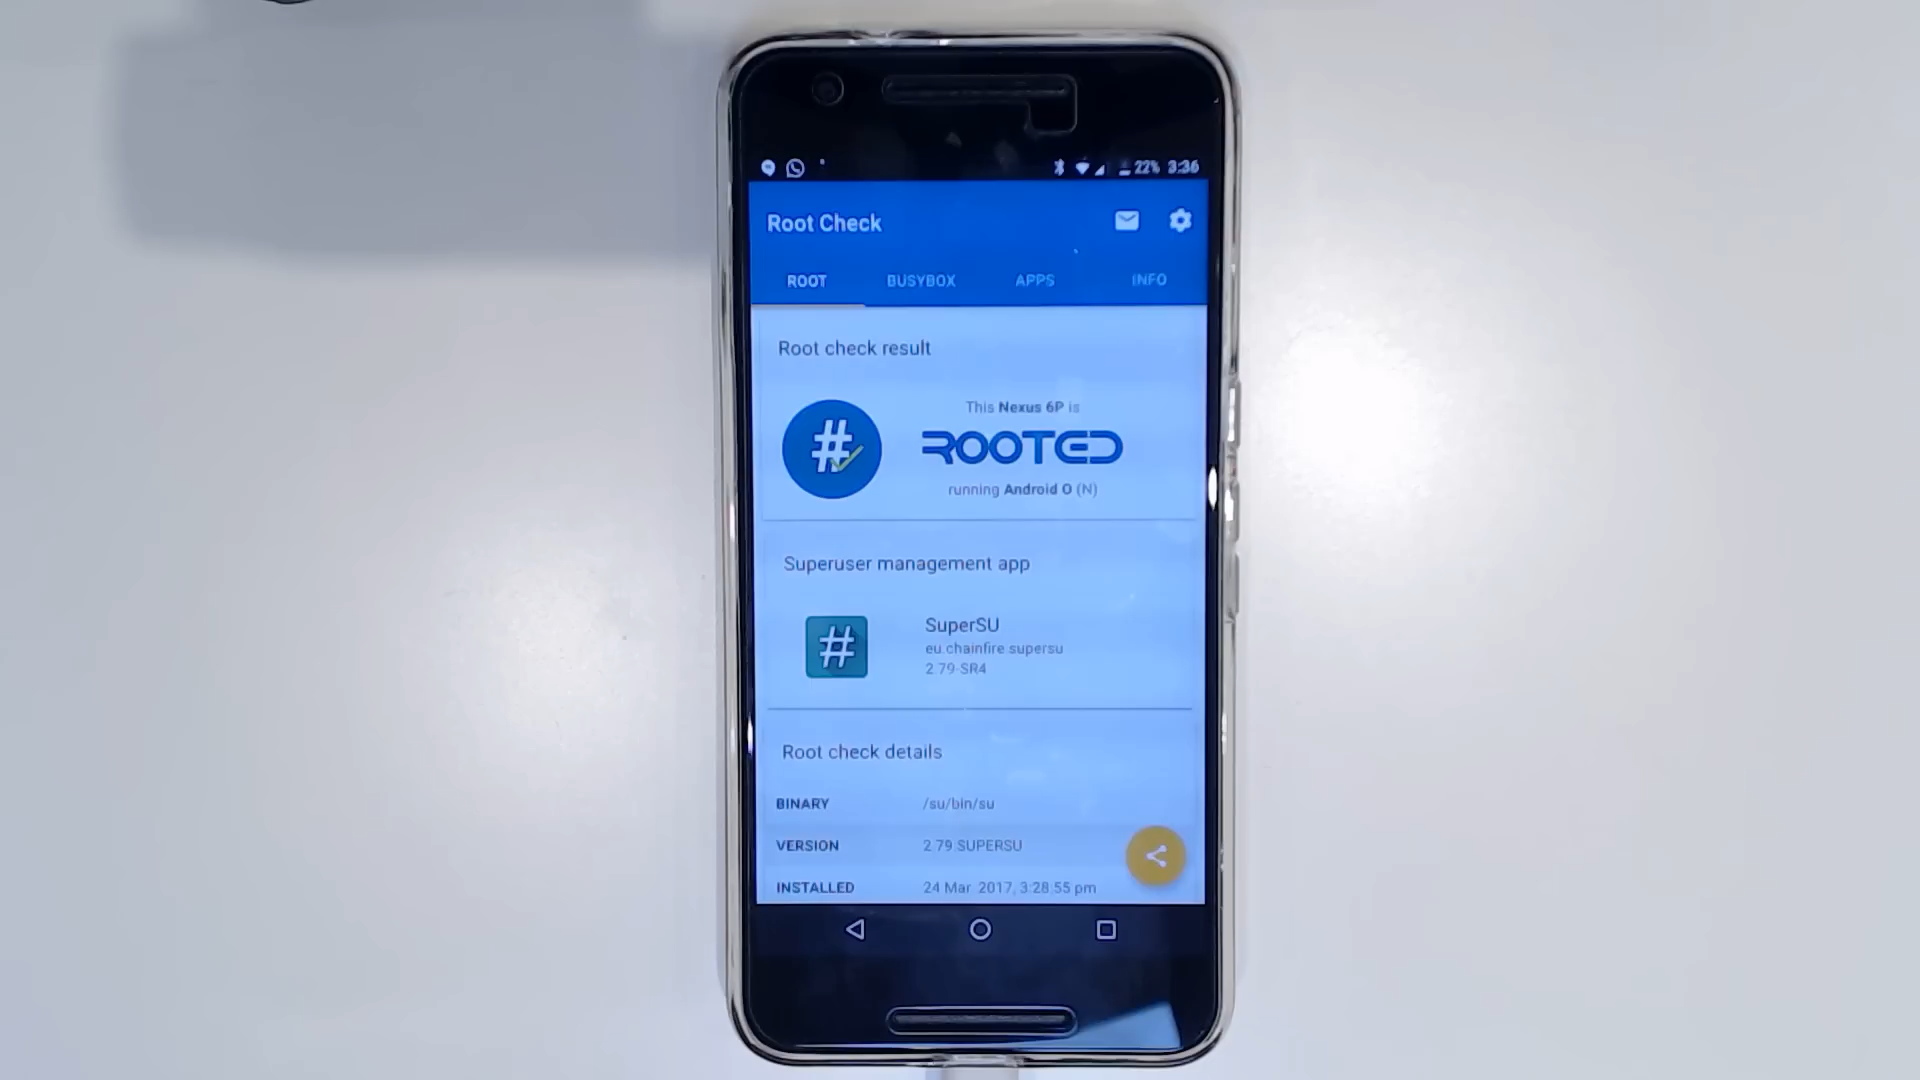 22% 3:36
Root Check
ROOT BUSYBOX APPS INFO
Root check result
This Nexus 6P is
ROOTED
running Android O (N)
Superuser management app
SuperSU
eu.chainfire.supersu
2.79-SR4
Root check details
BINARY /su/bin/su
VERSION 2.79:SUPERSU
INSTALLED 24 Mar. 2017, 3:28:55 pm